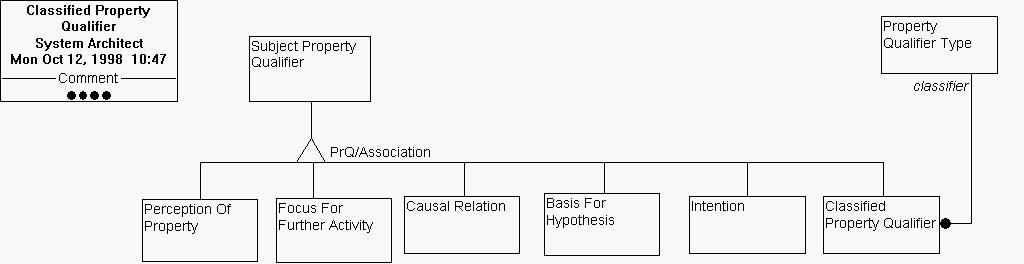 Classified Property
Qualifier
System Architect
Mon Oct 12, 1998  10:47
Comment
Subject Property
Qualifier
Property
Qualifier Type
classifier
PrQ/Association
Perception Of
Property
Focus For
Further Activity
Causal Relation
Basis For
Hypothesis
Intention
Classified
Property Qualifier